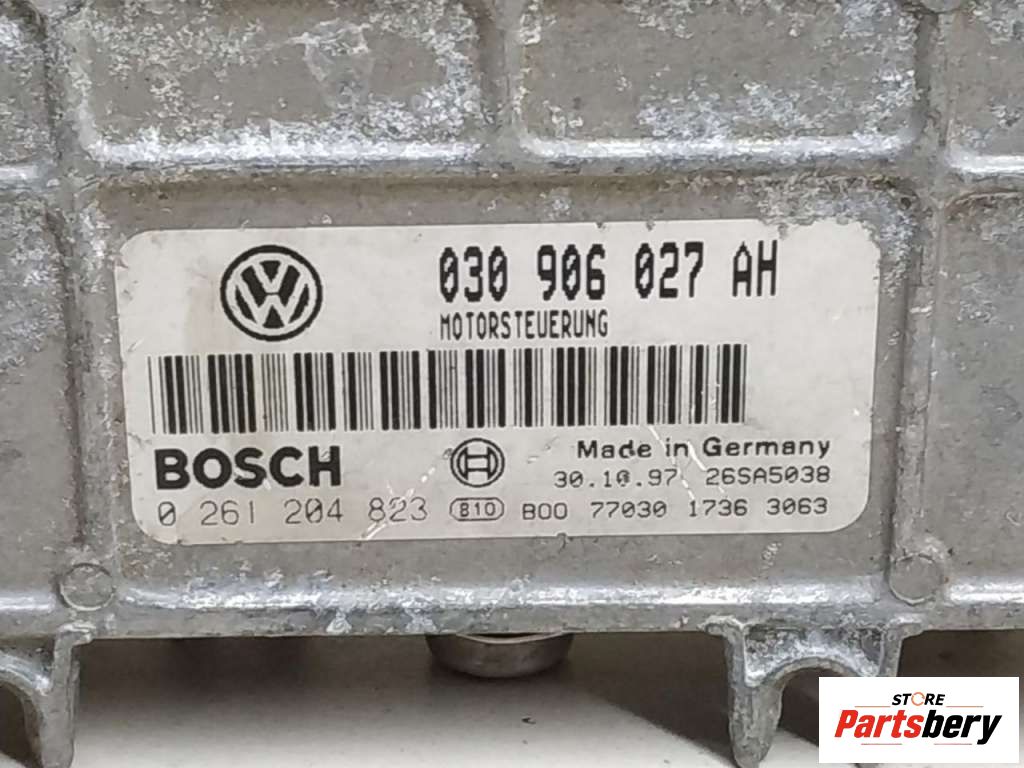 030 906 027 AH
MOTORSTEUERUNG
BOSCH
Made in Germany
30.10.97 26SA5038
0 261 204 823 B10 B00 77030 1736 3063
STORE
Partsbery